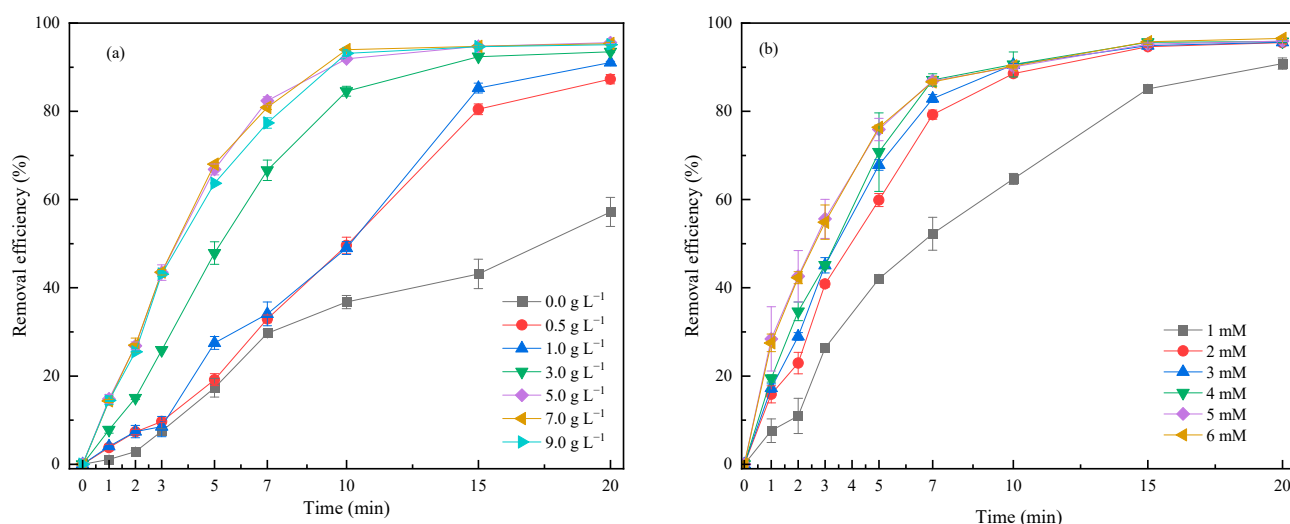 (a)
Removal efficiency (%)
100
80
60
40
20
0
0.0 g L⁻¹
0.5 g L⁻¹
1.0 g L⁻¹
3.0 g L⁻¹
5.0 g L⁻¹
7.0 g L⁻¹
9.0 g L⁻¹
0 1 2 3 5 7 10 15 20
Time (min)
(b)
Removal efficiency (%)
100
80
60
40
20
0
1 mM
2 mM
3 mM
4 mM
5 mM
6 mM
0 1 2 3 4 5 7 10 15 20
Time (min)